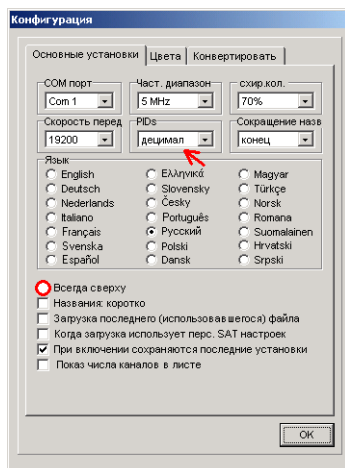 Конфигурация
Основные установки Цвета Конвертировать
COM порт Част. диапазон схир.кол.
Com 1 5 MHz 70%
Скорость перед PIDs Сокращение назв
19200 децимал конец
Язык
English Ελληνικά Magyar
Deutsch Slovensky Türkçe
Nederlands Česky Norsk
Italiano Português Romana
Français Русский Suomalainen
Svenska Polski Hrvatski
Español Dansk Srpski
Всегда сверху
Названия: коротко
Загрузка последнего (использовавшегося) файла
Когда загрузка использует перс. SAT настроек
При включении сохраняются последние установки
Показ числа каналов в листе
OK